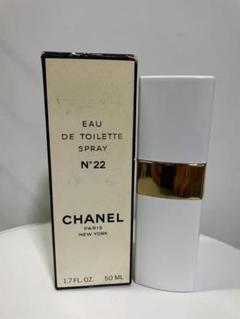 EAU
DE TOILETTE
SPRAY
N°22
CHANEL
PARIS
NEW YORK
1.7 FL. OZ. 50 ML